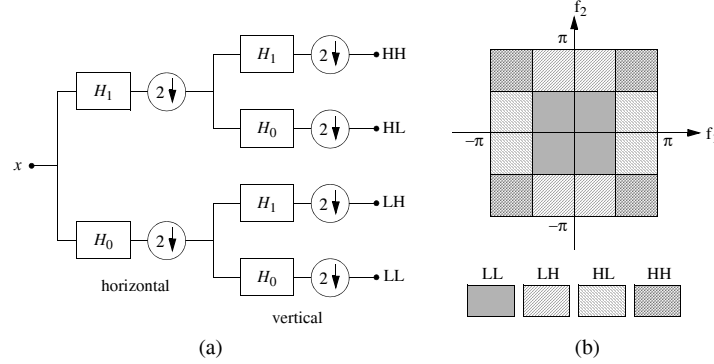 x
H1
2
H1
2
HH
H0
2
HL
H0
2
H1
2
LH
H0
2
LL
horizontal
vertical
(a)
f2
π
−π
π
f
−π
LL LH HL HH
(b)